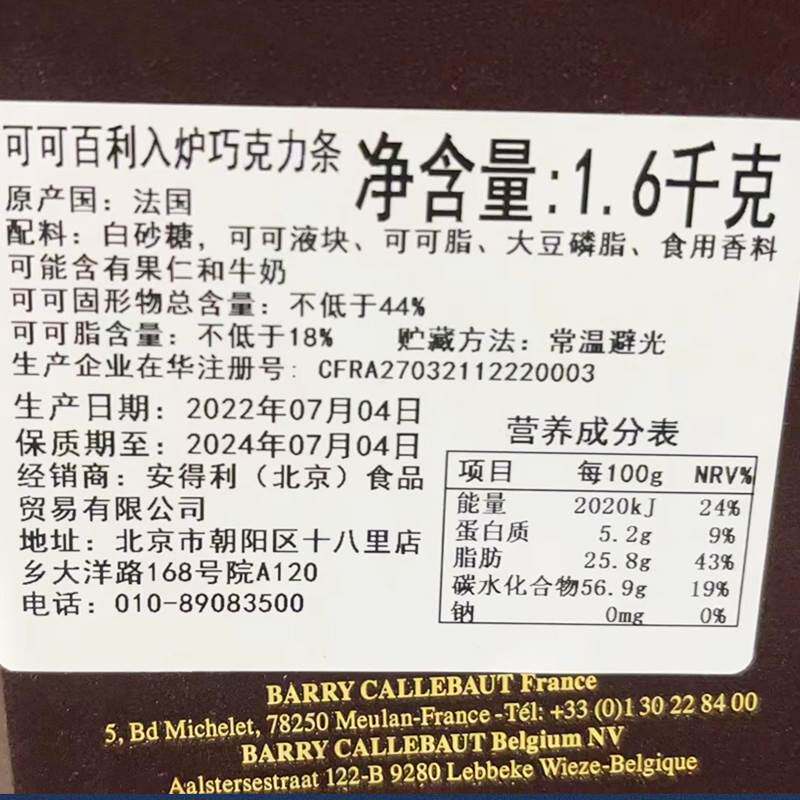 可可百利入炉巧克力条
净含量:1.6千克
原产国：法国
配料：白砂糖，可可液块、可可脂、大豆磷脂、食用香料
可能含有果仁和牛奶
可可固形物总含量：不低于44%
可可脂含量：不低于18% 贮藏方法：常温避光
生产企业在华注册号：CFRA27032112220003
生产日期：2022年07月04日
保质期至：2024年07月04日
经销商：安得利（北京）食品
贸易有限公司
地址：北京市朝阳区十八里店
乡大洋路168号院A120
电话：010-89083500
营养成分表
项目 每100g NRV%
能量 2020kJ 24%
蛋白质 5.2g 9%
脂肪 25.8g 43%
碳水化合物56.9g 19%
钠 0mg 0%
BARRY CALLEBAUT France
5, Bd Michelet, 78250 Meulan-France - Tél: +33 (0)1 30 22 84 00
BARRY CALLEBAUT Belgium NV
Aalstersestraat 122-B 9280 Lebbeke Wieze-Belgique